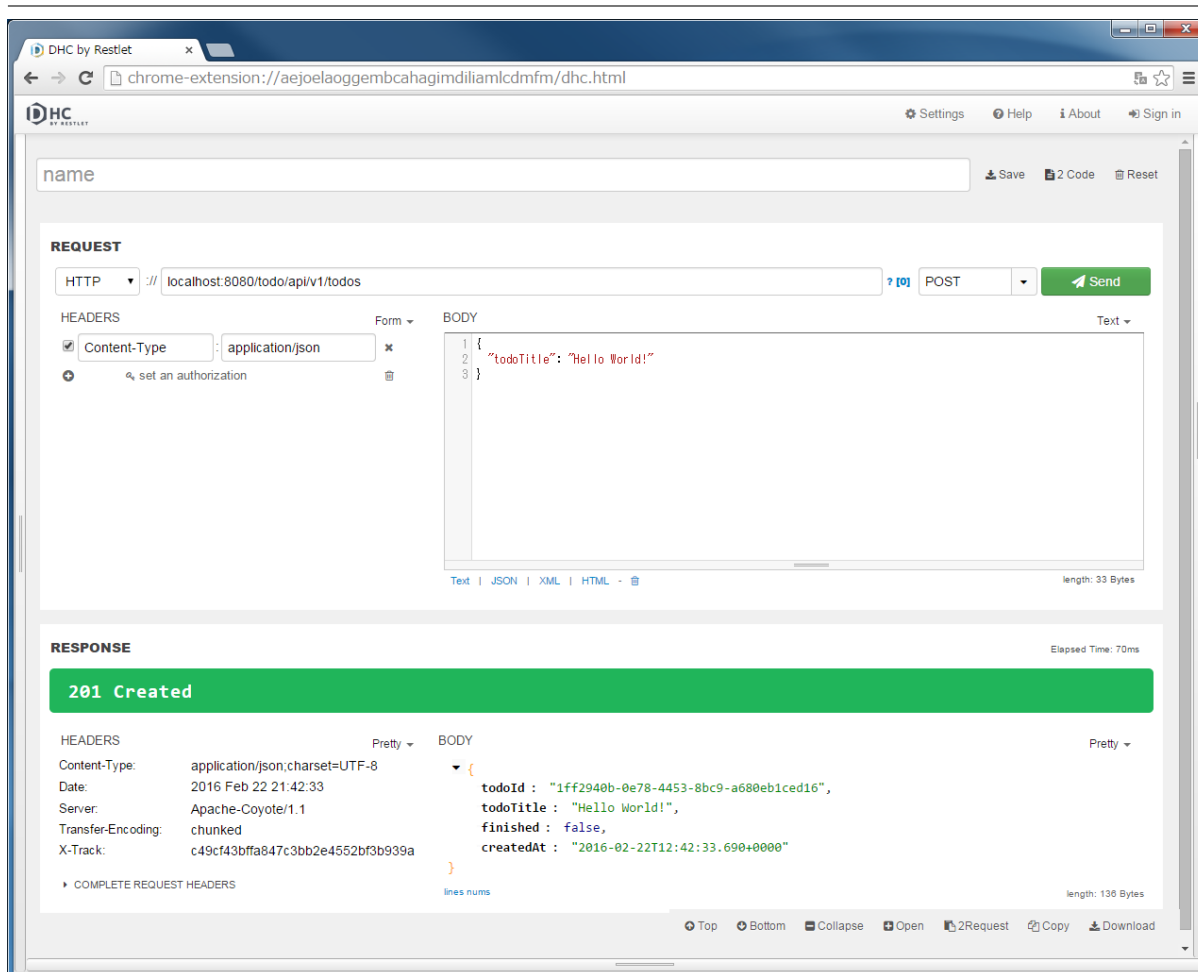 DHC by Restlet
chrome-extension://aejoelaoggembcahagimdiliamlcdmfm/dhc.html
DHC BY RESTLET
Settings Help About Sign in
name Save 2 Code Reset
REQUEST
HTTP :// localhost:8080/todo/api/v1/todos ? [0] POST Send
HEADERS Form BODY Text
Content-Type : application/json
set an authorization
1 {
2 "todoTitle": "Hello World!"
3 }
Text | JSON | XML | HTML - length: 33 Bytes
RESPONSE Elapsed Time: 70ms
201 Created
HEADERS Pretty BODY Pretty
Content-Type: application/json;charset=UTF-8
Date: 2016 Feb 22 21:42:33
Server: Apache-Coyote/1.1
Transfer-Encoding: chunked
X-Track: c49cf43bffa847c3bb2e4552bf3b939a
COMPLETE REQUEST HEADERS
{
todoId : "1ff2940b-0e78-4453-8bc9-a680eb1ced16",
todoTitle : "Hello World!",
finished : false,
createdAt : "2016-02-22T12:42:33.690+0000"
}
lines nums length: 136 Bytes
Top Bottom Collapse Open 2Request Copy Download